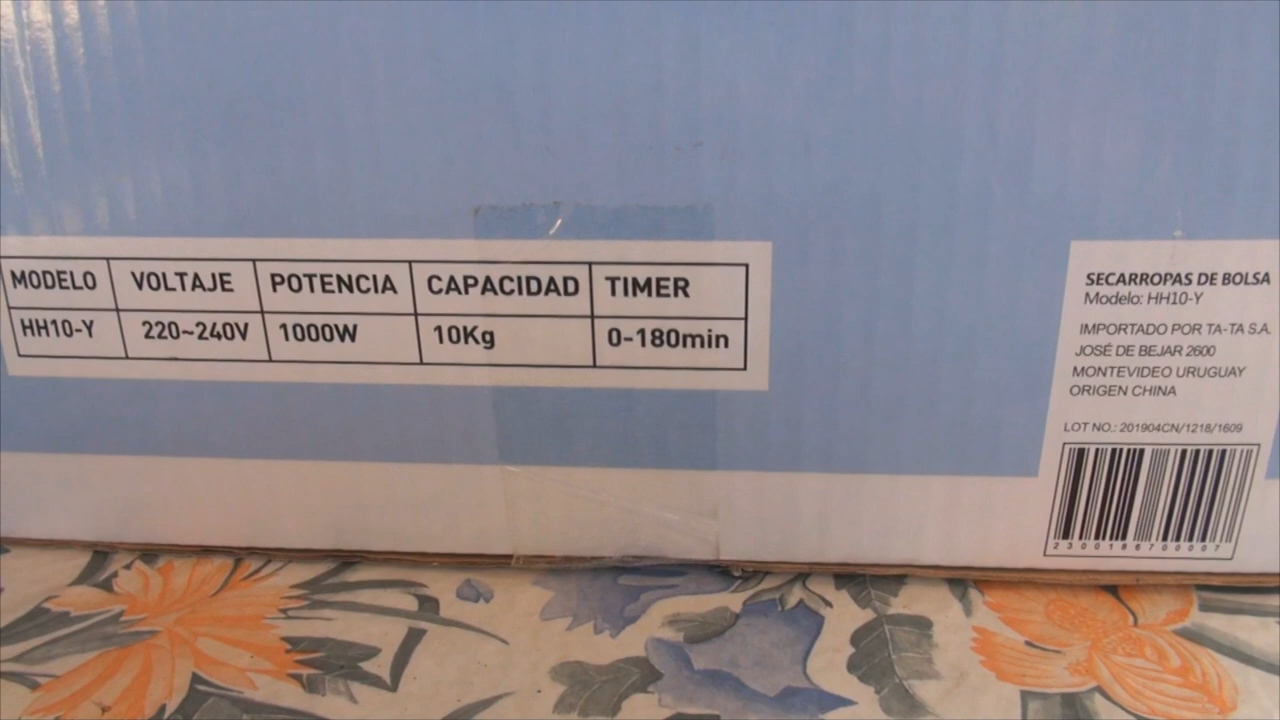 MODELO VOLTAJE POTENCIA CAPACIDAD TIMER
HH10-Y 220~240V 1000W 10Kg 0-180min
SECARROPAS DE BOLSA
Modelo: HH10-Y
IMPORTADO POR TA-TA S.A.
JOSÉ DE BEJAR 2600
MONTEVIDEO URUGUAY
ORIGEN CHINA
LOT NO.: 201904CN/1218/1609
2300186700007